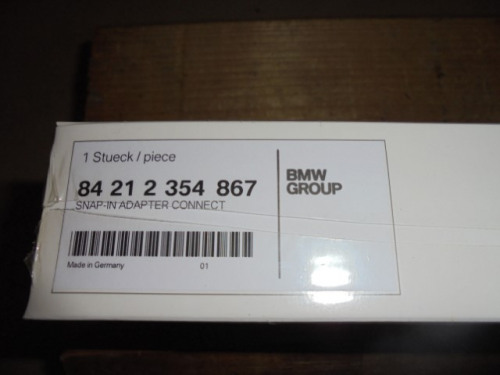 1 Stueck / piece
84 21 2 354 867
SNAP-IN ADAPTER CONNECT
Made in Germany 01
BMW
GROUP